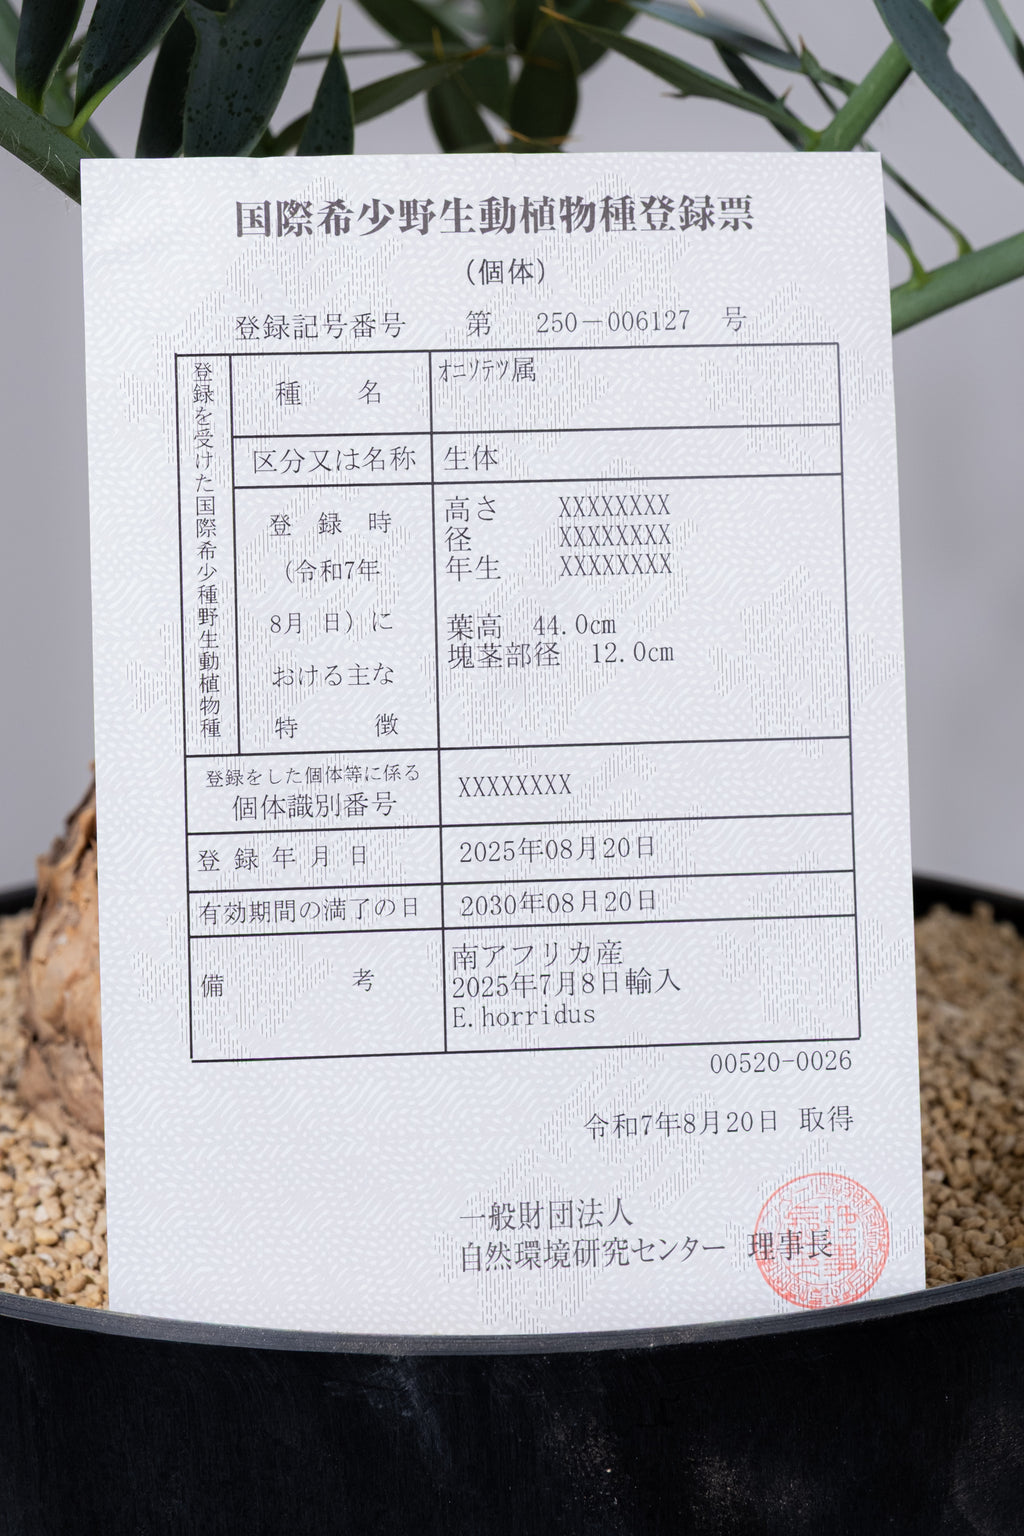 国際希少野生動植物種登録票
（個体）
登録記号番号 第 250－006127 号
登録を受けた国際希少種野生動植物種
種 名 ｵﾆｿﾃﾂ属
区分又は名称 生体
登 録 時
(令和7年
8月 日）に
おける主な
特 徴
高さ XXXXXXXX
径 XXXXXXXX
年生 XXXXXXXX
葉高 44.0cm
塊茎部径 12.0cm
登録をした個体等に係る
個体識別番号
XXXXXXXX
登 録 年 月 日 2025年08月20日
有効期間の満了の日 2030年08月20日
備 考
南アフリカ産
2025年7月8日輸入
E.horridus
00520-0026
令和7年8月20日 取得
一般財団法人
自然環境研究センター 理事長